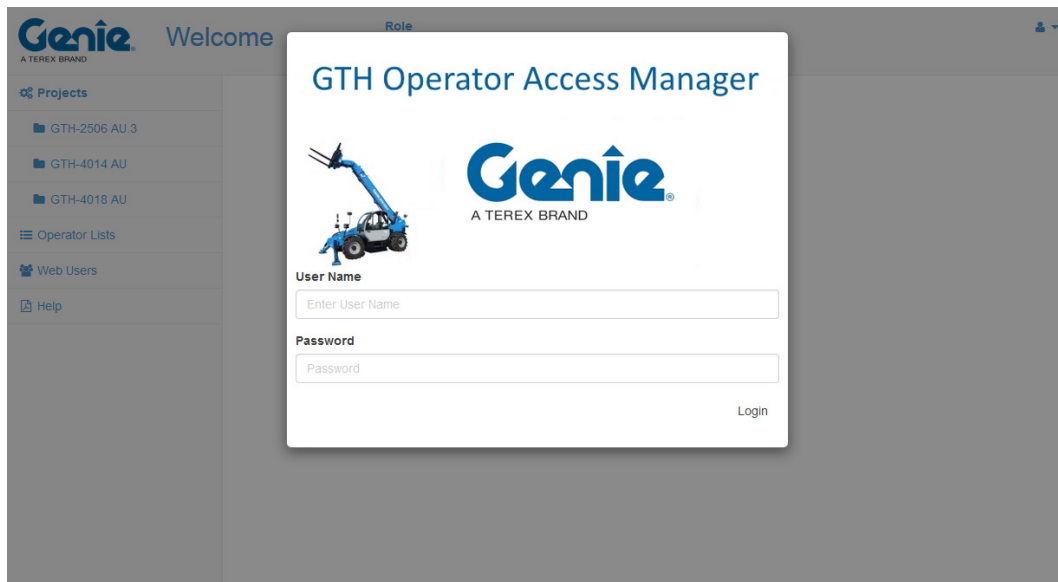 Genie®
A TEREX BRAND
Welcome
Role
Projects
GTH-2506 AU.3
GTH-4014 AU
GTH-4018 AU
Operator Lists
Web Users
Help
GTH Operator Access Manager
Genie®
A TEREX BRAND
User Name
Enter User Name
Password
Password
Login